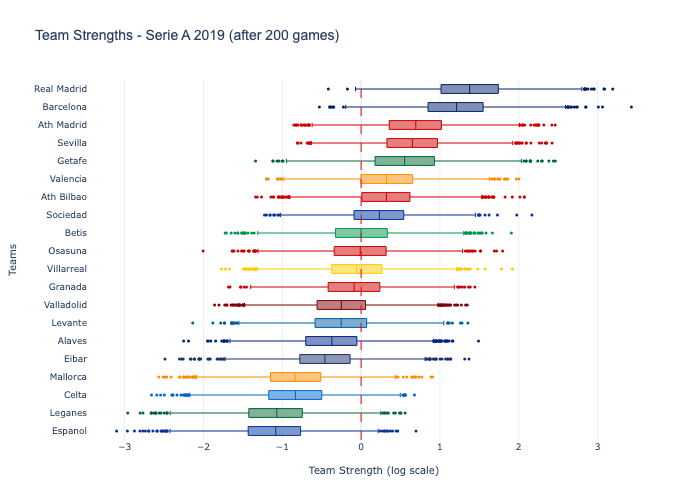 Team Strengths - Serie A 2019 (after 200 games)
Real Madrid
Barcelona
Ath Madrid
Sevilla
Getafe
Valencia
Ath Bilbao
Sociedad
Betis
Osasuna
Villarreal
Granada
Valladolid
Levante
Alaves
Eibar
Mallorca
Celta
Leganes
Espanol
Teams
−3 −2 −1 0 1 2 3
Team Strength (log scale)